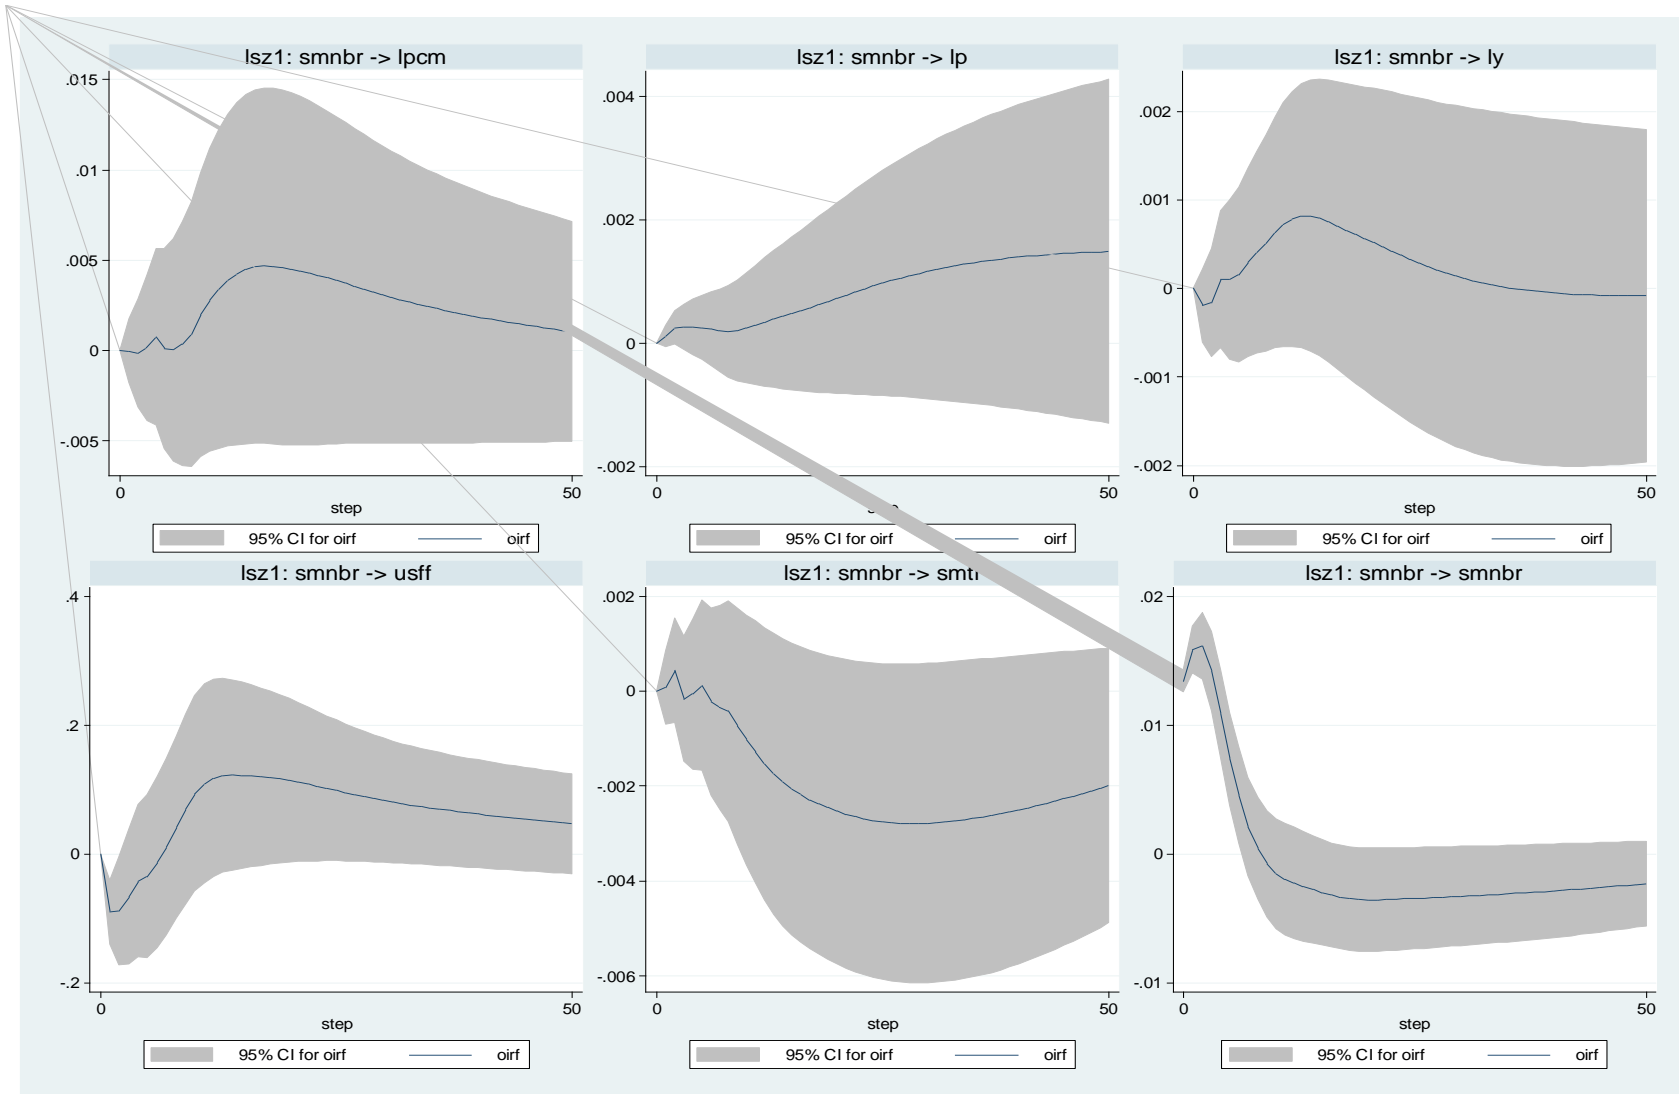 lsz1: smnbr -> lpcm
.015
.01
.005
0
-.005
0
50
step
95% CI for oirf
oirf
lsz1: smnbr -> lp
.004
.002
0
-.002
0
50
95% CI for oirf
oirf
lsz1: smnbr -> ly
.002
.001
0
-.001
-.002
0
50
step
95% CI for oirf
oirf
lsz1: smnbr -> usff
.4
.2
0
-.2
0
50
step
95% CI for oirf
oirf
lsz1: smnbr ->
.002
0
-.002
-.004
-.006
0
50
step
95% CI for oirf
oirf
lsz1: smnbr -> smnbr
.02
.01
0
-.01
0
50
step
95% CI for oirf
oirf